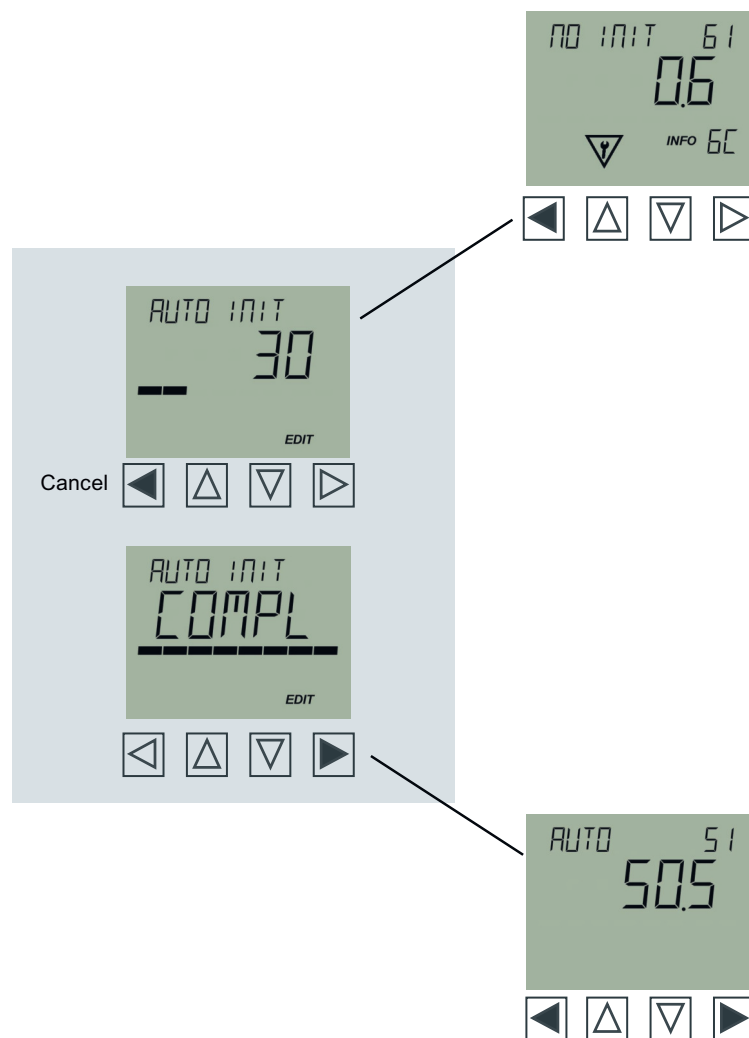 NO INIT 61
0.6
INFO 6C
AUTO INIT
30
EDIT
Cancel
AUTO INIT
COMPL
EDIT
AUTO 51
50.5